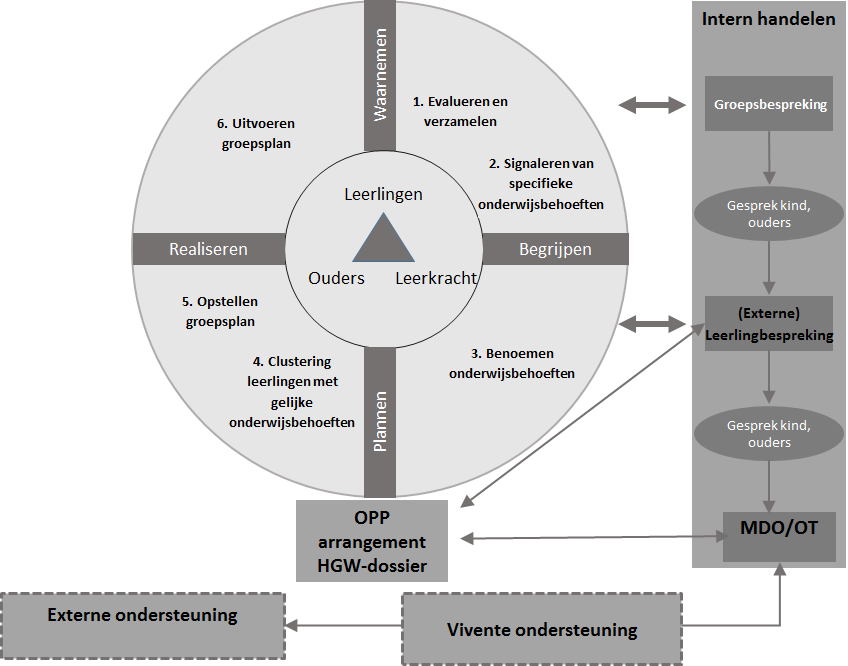 Waarnemen
1. Evalueren en
verzamelen
2. Signaleren van
specifieke
onderwijsbehoeften
Begrijpen
3. Benoemen
onderwijsbehoeften
Plannen
4. Clustering
leerlingen met
gelijke
onderwijsbehoeften
5. Opstellen
groepsplan
Realiseren
6. Uitvoeren
groepsplan
Leerlingen
Ouders
Leerkracht
OPP
arrangement
HGW-dossier
Intern handelen
Groepsbespreking
Gesprek kind,
ouders
(Externe)
Leerlingbespreking
Gesprek kind,
ouders
MDO/OT
Externe ondersteuning
Vivente ondersteuning